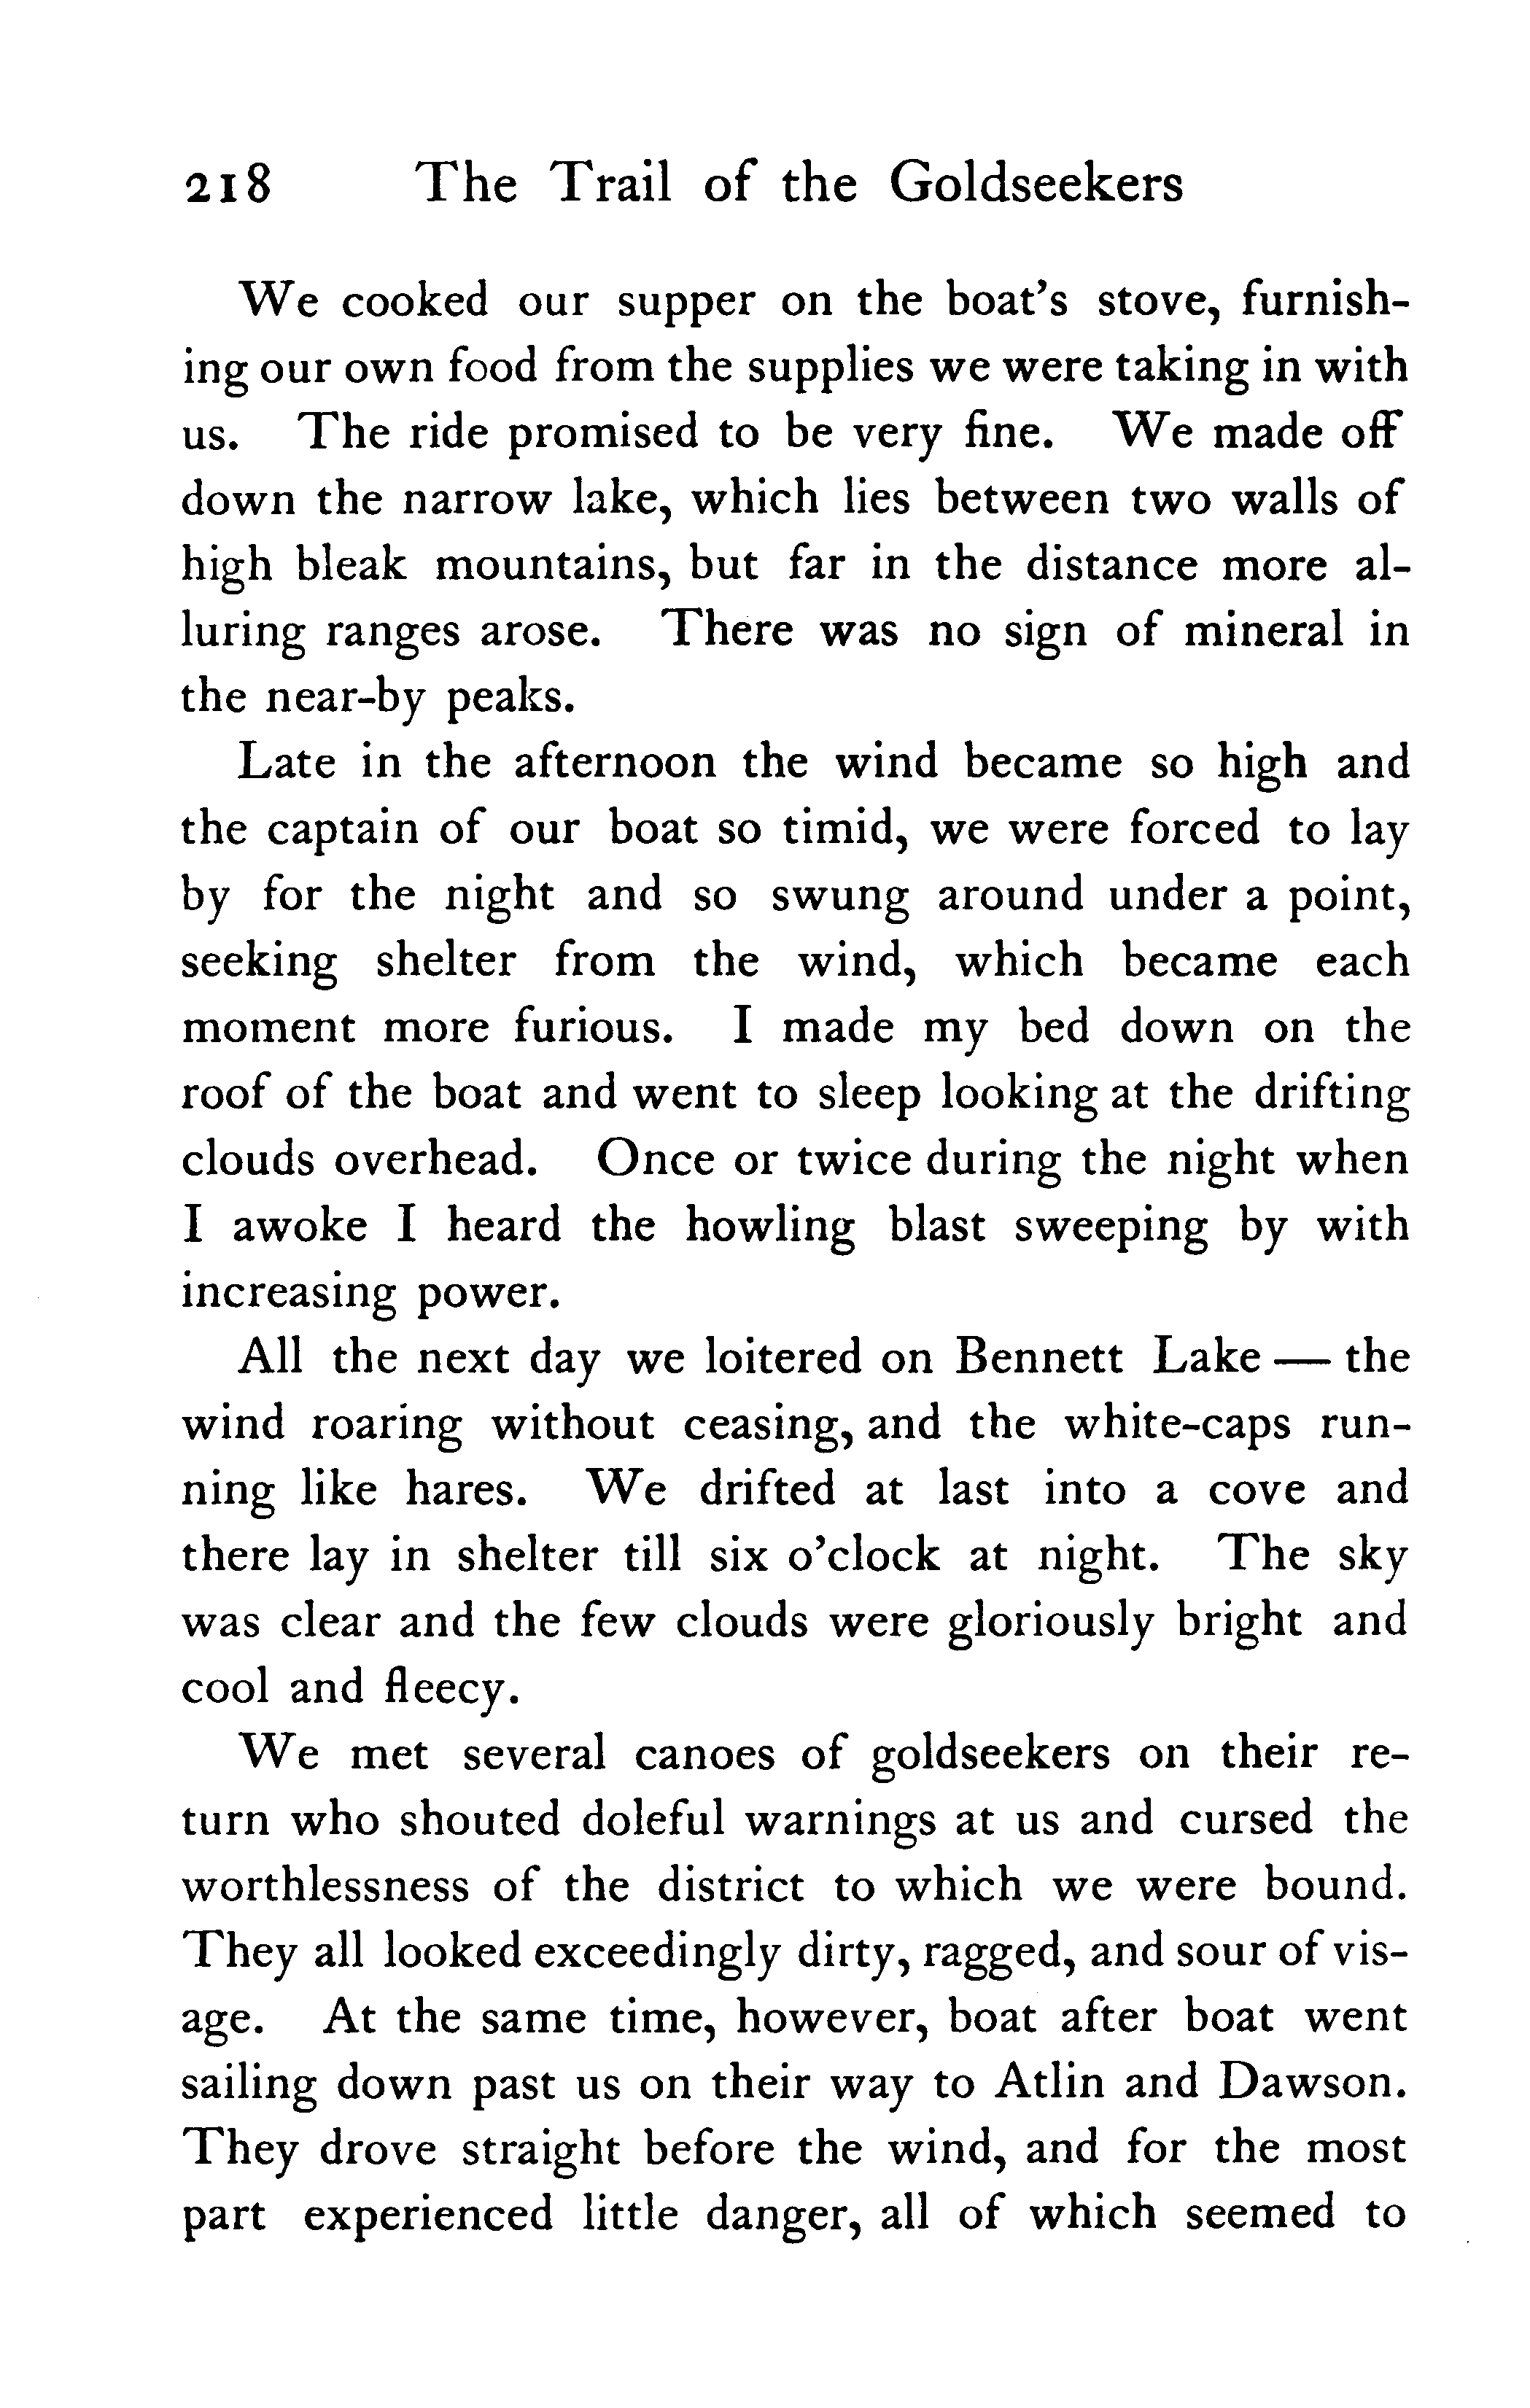 218 The Trail of the Goldseekers
We cooked our supper on the boat's stove, furnish-
ing our own food from the supplies we were taking in with
us. The ride promised to be very fine. We made off
down the narrow lake, which lies between two walls of
high bleak mountains, but far in the distance more al-
luring ranges arose. There was no sign of mineral in
the near-by peaks.
Late in the afternoon the wind became so high and
the captain of our boat so timid, we were forced to lay
by for the night and so swung around under a point,
seeking shelter from the wind, which became each
moment more furious. I made my bed down on the
roof of the boat and went to sleep looking at the drifting
clouds overhead. Once or twice during the night when
I awoke I heard the howling blast sweeping by with
increasing power.
All the next day we loitered on Bennett Lake — the
wind roaring without ceasing, and the white-caps run-
ning like hares. We drifted at last into a cove and
there lay in shelter till six o'clock at night. The sky
was clear and the few clouds were gloriously bright and
cool and fleecy.
We met several canoes of goldseekers on their re-
turn who shouted doleful warnings at us and cursed the
worthlessness of the district to which we were bound.
They all looked exceedingly dirty, ragged, and sour of vis-
age. At the same time, however, boat after boat went
sailing down past us on their way to Atlin and Dawson.
They drove straight before the wind, and for the most
part experienced little danger, all of which seemed to